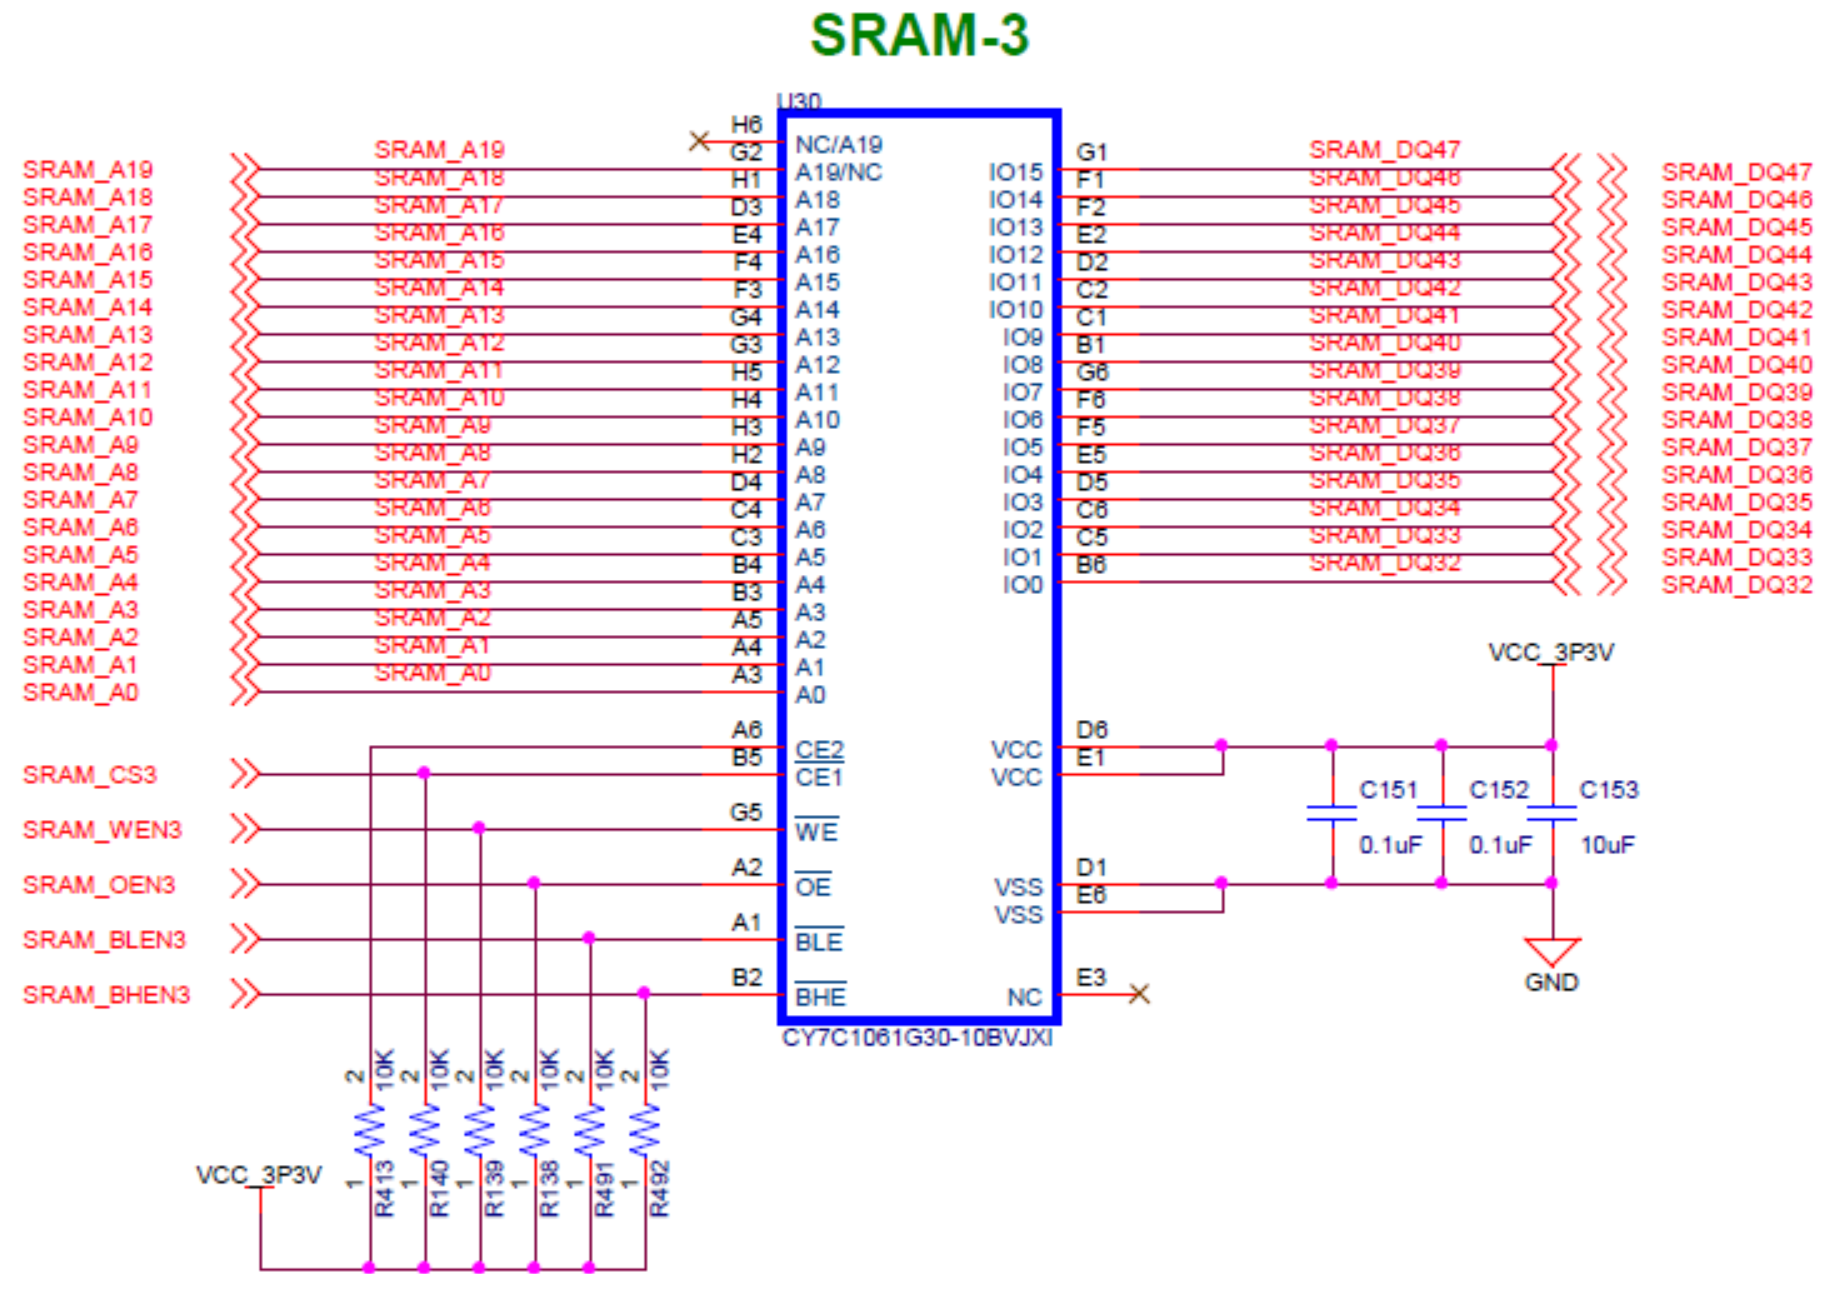 SRAM-3
U30
H6 NC/A19
SRAM_A19 SRAM_A19 G2 A19/NC IO15 G1 SRAM_DQ47 SRAM_DQ47
SRAM_A18 SRAM_A18 H1 A18 IO14 F1 SRAM_DQ46 SRAM_DQ46
SRAM_A17 SRAM_A17 D3 A17 IO13 F2 SRAM_DQ45 SRAM_DQ45
SRAM_A16 SRAM_A16 E4 A16 IO12 E2 SRAM_DQ44 SRAM_DQ44
SRAM_A15 SRAM_A15 F4 A15 IO11 D2 SRAM_DQ43 SRAM_DQ43
SRAM_A14 SRAM_A14 F3 A14 IO10 C2 SRAM_DQ42 SRAM_DQ42
SRAM_A13 SRAM_A13 G4 A13 IO9 C1 SRAM_DQ41 SRAM_DQ41
SRAM_A12 SRAM_A12 G3 A12 IO8 B1 SRAM_DQ40 SRAM_DQ40
SRAM_A11 SRAM_A11 H5 A11 IO7 G6 SRAM_DQ39 SRAM_DQ39
SRAM_A10 SRAM_A10 H4 A10 IO6 F6 SRAM_DQ38 SRAM_DQ38
SRAM_A9 SRAM_A9 H3 A9 IO5 F5 SRAM_DQ37 SRAM_DQ37
SRAM_A8 SRAM_A8 H2 A8 IO4 E5 SRAM_DQ36 SRAM_DQ36
SRAM_A7 SRAM_A7 D4 A7 IO3 D5 SRAM_DQ35 SRAM_DQ35
SRAM_A6 SRAM_A6 C4 A6 IO2 C6 SRAM_DQ34 SRAM_DQ34
SRAM_A5 SRAM_A5 C3 A5 IO1 C5 SRAM_DQ33 SRAM_DQ33
SRAM_A4 SRAM_A4 B4 A4 IO0 B6 SRAM_DQ32 SRAM_DQ32
SRAM_A3 SRAM_A3 B3 A3
SRAM_A2 SRAM_A2 A5 A2
SRAM_A1 SRAM_A1 A4 A1
SRAM_A0 SRAM_A0 A3 A0
VCC_3P3V
A6 CE2 VCC D6
SRAM_CS3 B5 CE1 VCC E1
C151 C152 C153
SRAM_WEN3 G5 WE
0.1uF 0.1uF 10uF
SRAM_OEN3 A2 OE VSS D1
VSS E6
SRAM_BLEN3 A1 BLE
GND
SRAM_BHEN3 B2 BHE NC E3
CY7C1061G30-10BVJXI
2 10K 2 10K 2 10K 2 10K 2 10K 2 10K
VCC_3P3V
1 R413 1 R140 1 R139 1 R138 1 R491 1 R492